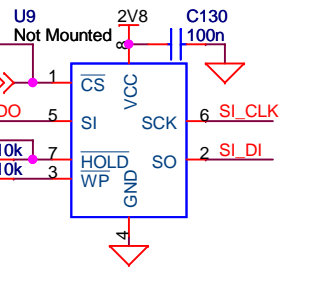 U9
Not Mounted
2V8
C130
100n
8
1
CS
VCC
DO
5
SI
SCK
6
SI_CLK
10k
7
HOLD
SO
2
SI_DI
10k
3
WP
GND
4